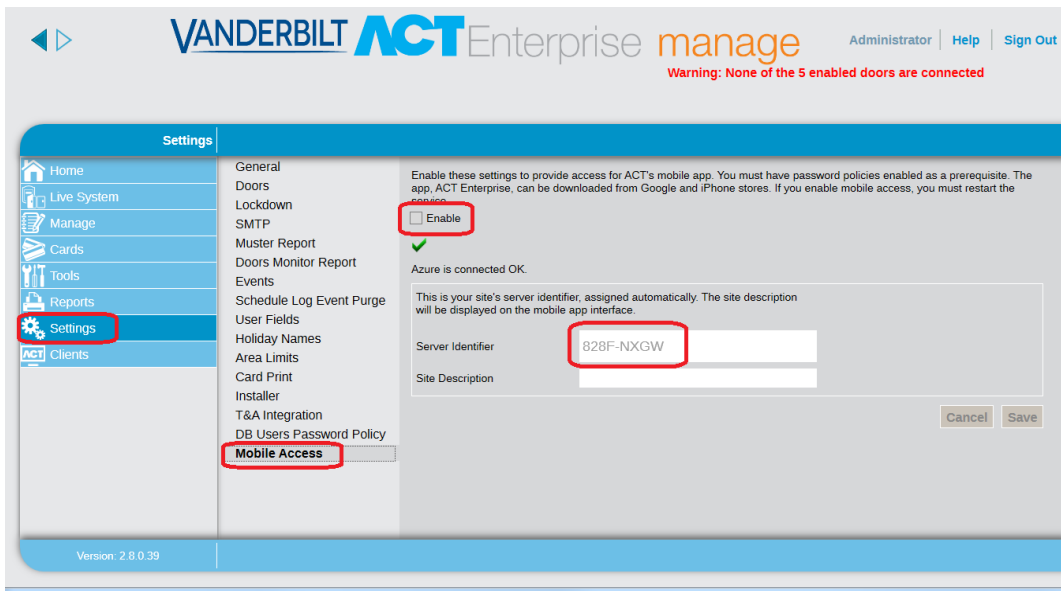 VANDERBILT ACT Enterprise manage
Administrator | Help | Sign Out
Warning: None of the 5 enabled doors are connected
Settings
Home
Live System
Manage
Cards
Tools
Reports
Settings
ACT Clients
General
Doors
Lockdown
SMTP
Muster Report
Doors Monitor Report
Events
Schedule Log Event Purge
User Fields
Holiday Names
Area Limits
Card Print
Installer
T&A Integration
DB Users Password Policy
Mobile Access
Enable these settings to provide access for ACT's mobile app. You must have password policies enabled as a prerequisite. The
app, ACT Enterprise, can be downloaded from Google and iPhone stores. If you enable mobile access, you must restart the
service.
Enable
Azure is connected OK.
This is your site's server identifier, assigned automatically. The site description
will be displayed on the mobile app interface.
Server Identifier
828F-NXGW
Site Description
Cancel
Save
Version: 2.8.0.39